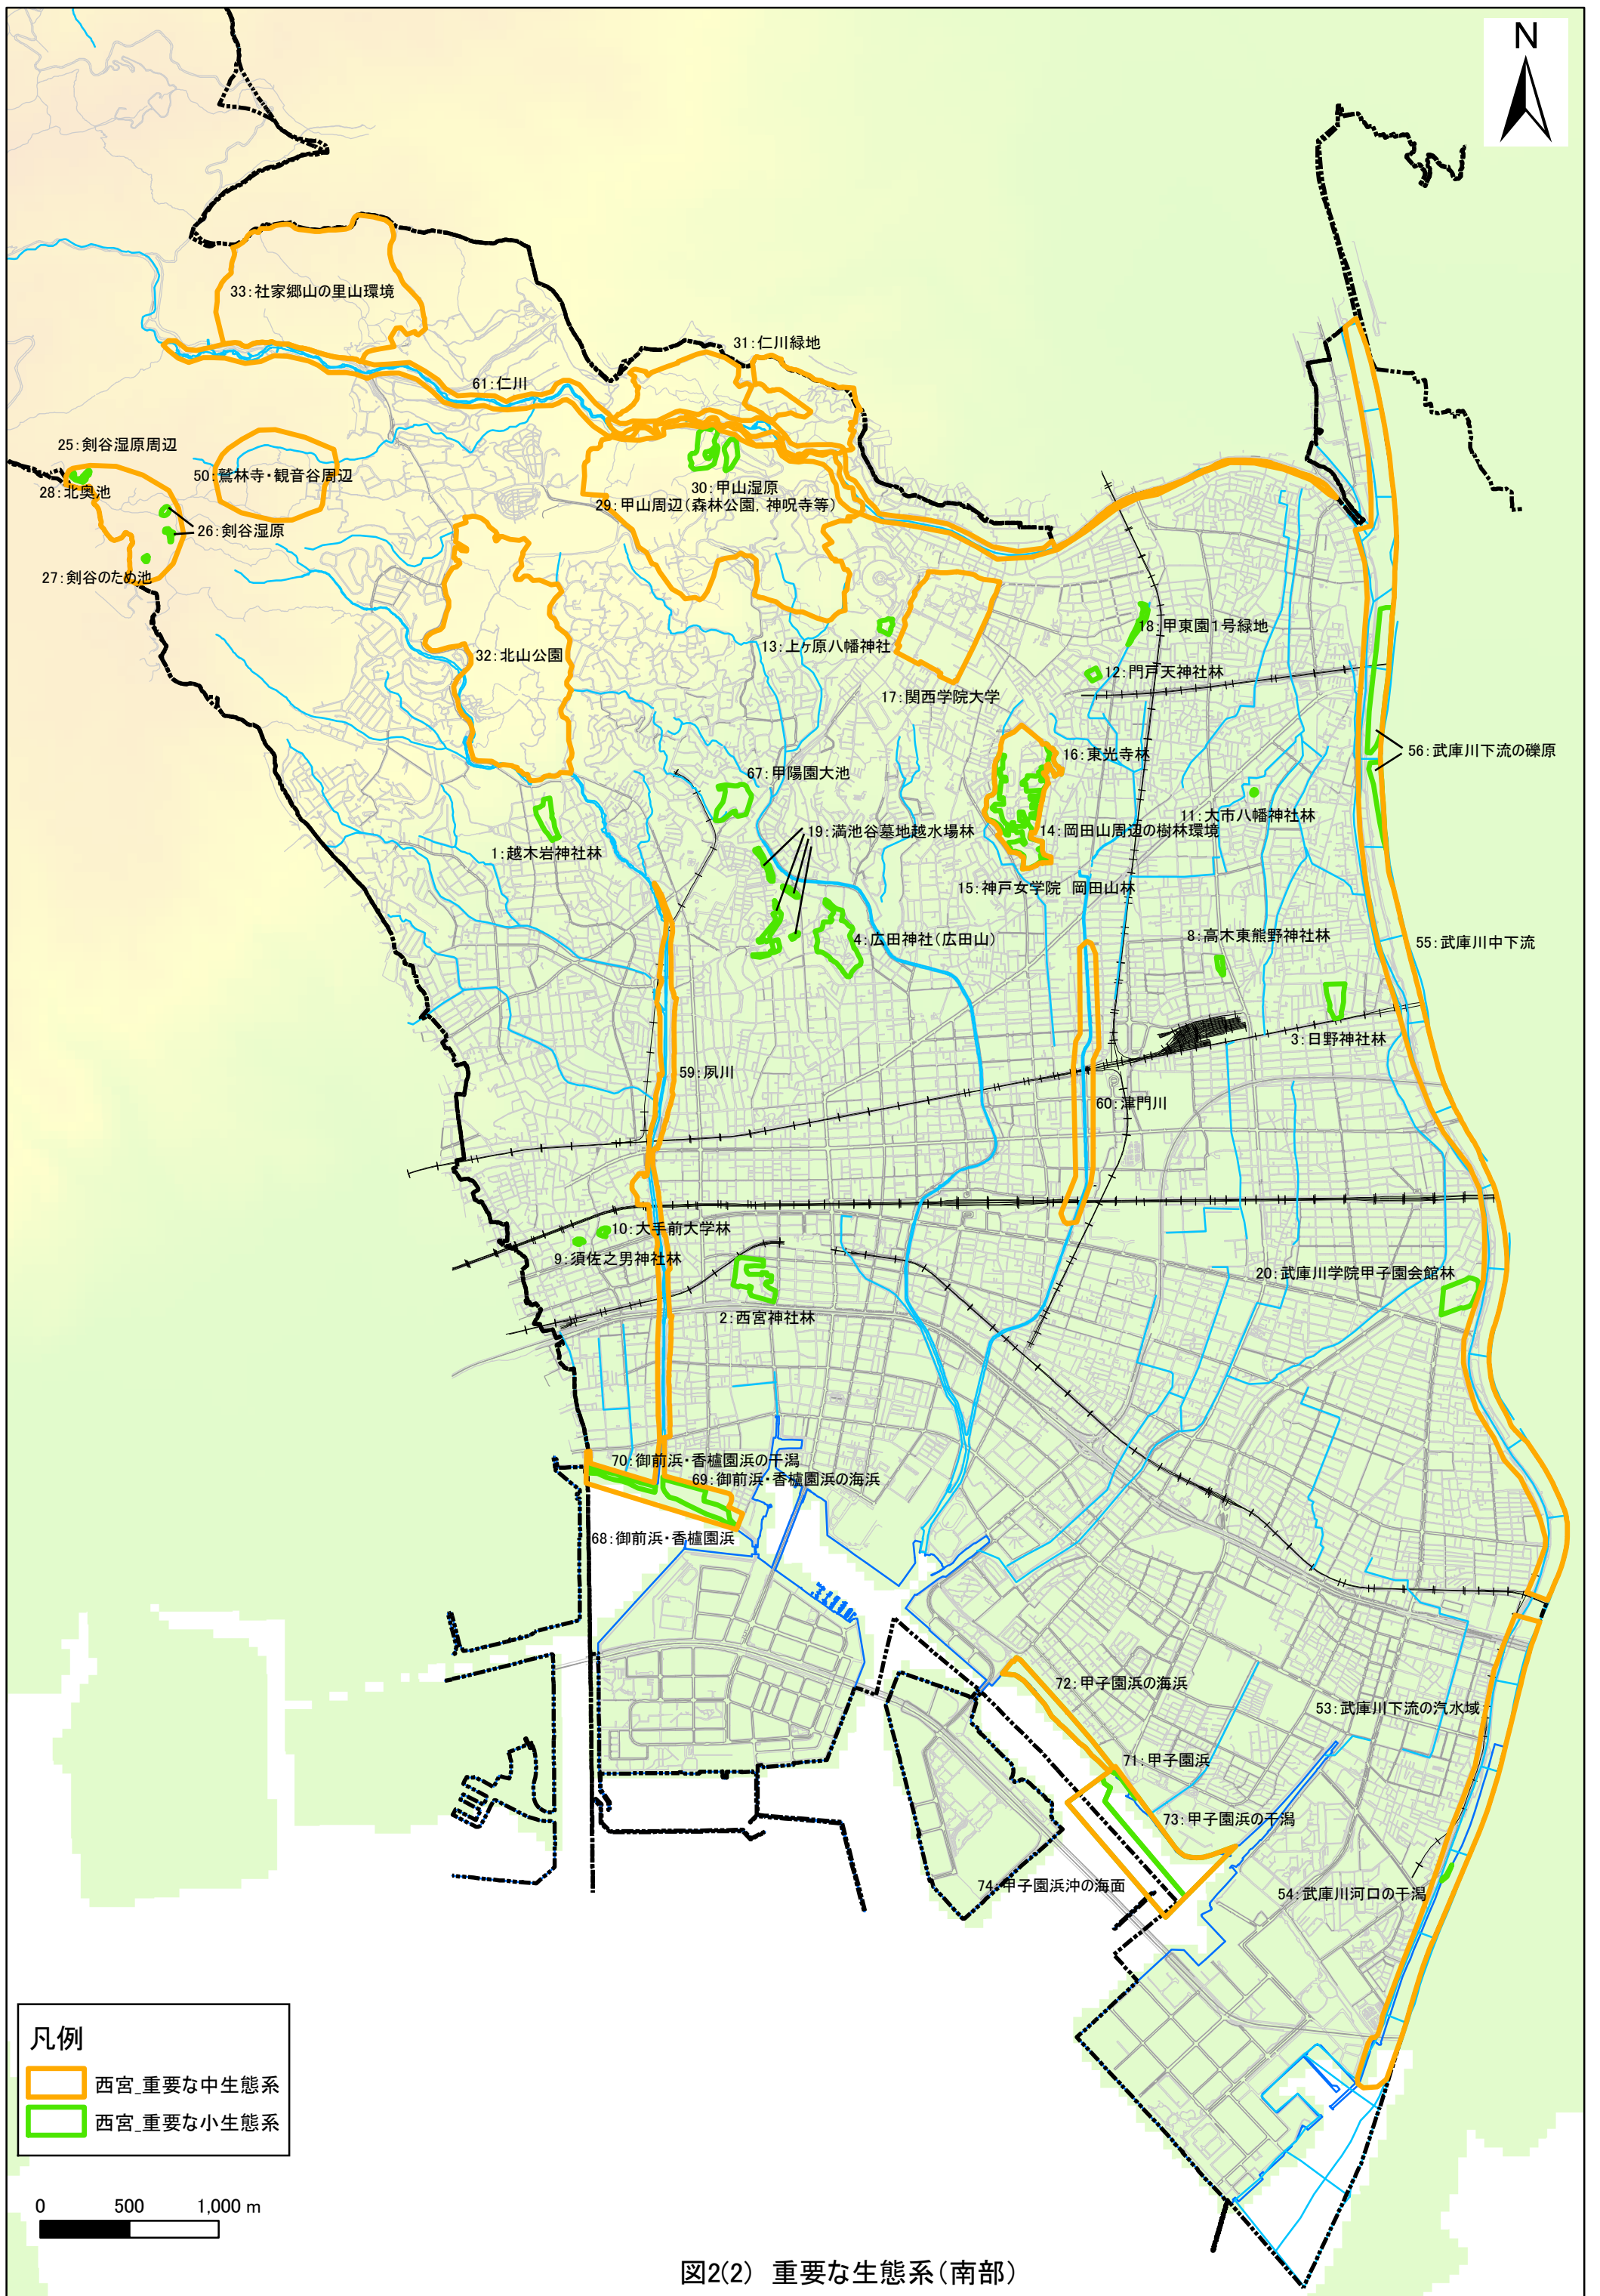 N
33:社家郷山の里山環境
31:仁川緑地
61:仁川
25:剣谷湿原周辺
50:鷲林寺・観音谷周辺
28:北奥池
30:甲山湿原
29:甲山周辺(森林公園, 神呪寺等)
26:剣谷湿原
27:剣谷のため池
18:甲東園1号緑地
13:上ヶ原八幡神社
32:北山公園
12:門戸天神社林
17:関西学院大学
56:武庫川下流の礫原
16:東光寺林
67:甲陽園大池
11:大市八幡神社林
19:満池谷墓地越水場林
14:岡田山周辺の樹林環境
1:越木岩神社林
15:神戸女学院 岡田山林
8:高木東熊野神社林
4:広田神社(広田山)
55:武庫川中下流
3:日野神社林
59:夙川
60:津門川
10:大手前大学林
9:須佐之男神社林
20:武庫川学院甲子園会館林
2:西宮神社林
70:御前浜・香櫨園浜の干潟
69:御前浜・香櫨園浜の海浜
68:御前浜・香櫨園浜
72:甲子園浜の海浜
53:武庫川下流の汽水域
71:甲子園浜
73:甲子園浜の干潟
74:甲子園浜沖の海面
54:武庫川河口の干潟
凡例
西宮_重要な中生態系
西宮_重要な小生態系
0 500 1,000 m
図2(2) 重要な生態系(南部)